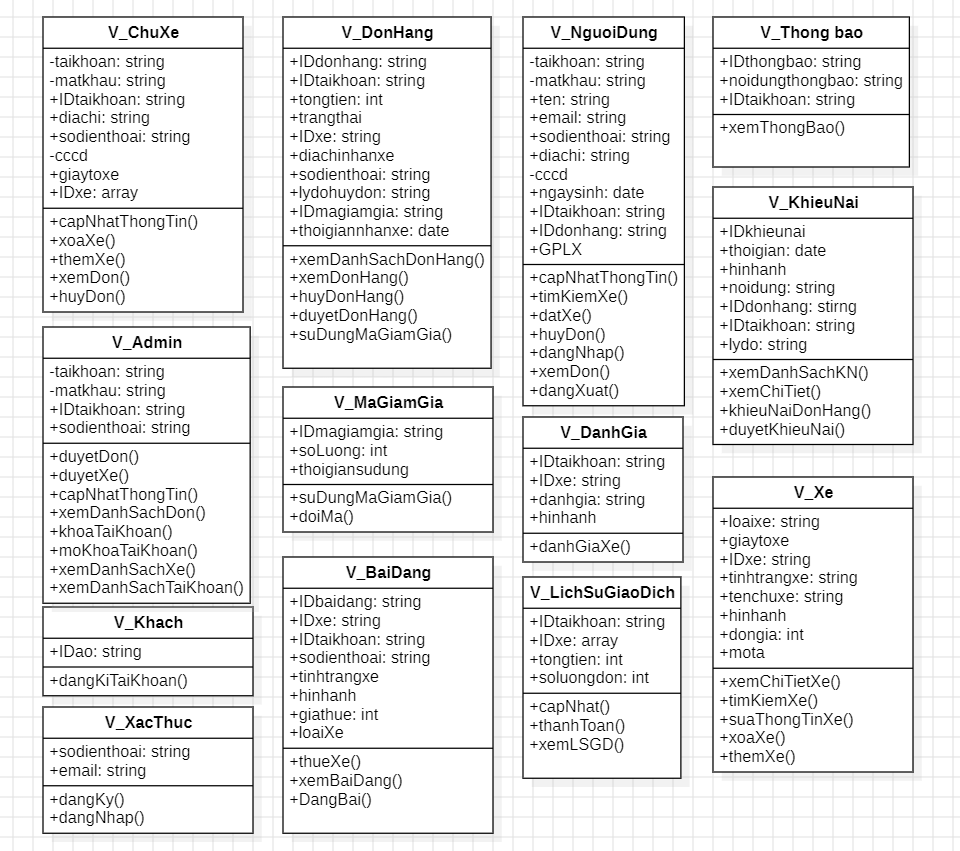 V_ChuXe
-taikhoan: string
-matkhau: string
+IDtaikhoan: string
+diachi: string
+sodienthoai: string
-cccd
+giaytoxe
+IDxe: array
+capNhatThongTin()
+xoaXe()
+themXe()
+xemDon()
+huyDon()
V_Admin
-taikhoan: string
-matkhau: string
+IDtaikhoan: string
+sodienthoai: string
+duyetDon()
+duyetXe()
+capNhatThongTin()
+xemDanhSachDon()
+khoaTaiKhoan()
+moKhoaTaiKhoan()
+xemDanhSachXe()
+xemDanhSachTaiKhoan()
V_Khach
+IDao: string
+dangKiTaiKhoan()
V_XacThuc
+sodienthoai: string
+email: string
+dangKy()
+dangNhap()
V_DonHang
+IDdonhang: string
+IDtaikhoan: string
+tongtien: int
+trangthai
+IDxe: string
+diachinhanxe
+sodienthoai: string
+lydohuydon: string
+IDmagiamgia: string
+thoigiannhanxe: date
+xemDanhSachDonHang()
+xemDonHang()
+huyDonHang()
+duyetDonHang()
+suDungMaGiamGia()
V_MaGiamGia
+IDmagiamgia: string
+soLuong: int
+thoigiansudung
+suDungMaGiamGia()
+doiMa()
V_BaiDang
+IDbaidang: string
+IDxe: string
+IDtaikhoan: string
+sodienthoai: string
+tinhtrangxe
+hinhanh
+giathue: int
+loaiXe
+thueXe()
+xemBaiDang()
+DangBai()
V_NguoiDung
-taikhoan: string
-matkhau: string
+ten: string
+email: string
+sodienthoai: string
+diachi: string
-cccd
+ngaysinh: date
+IDtaikhoan: string
+IDdonhang: string
+GPLX
+capNhatThongTin()
+timKiemXe()
+datXe()
+huyDon()
+dangNhap()
+xemDon()
+dangXuat()
V_DanhGia
+IDtaikhoan: string
+IDxe: string
+danhgia: string
+hinhanh
+danhGiaXe()
V_LichSuGiaoDich
+IDtaikhoan: string
+IDxe: array
+tongtien: int
+soluongdon: int
+capNhat()
+thanhToan()
+xemLSGD()
V_Thong bao
+IDthongbao: string
+noidungthongbao: string
+IDtaikhoan: string
+xemThongBao()
V_KhieuNai
+IDkhieunai
+thoigian: date
+hinhanh
+noidung: string
+IDdonhang: stirng
+IDtaikhoan: string
+lydo: string
+xemDanhSachKN()
+xemChiTiet()
+khieuNaiDonHang()
+duyetKhieuNai()
V_Xe
+loaixe: string
+giaytoxe
+IDxe: string
+tinhtrangxe: string
+tenchuxe: string
+hinhanh
+dongia: int
+mota
+xemChiTietXe()
+timKiemXe()
+suaThongTinXe()
+xoaXe()
+themXe()